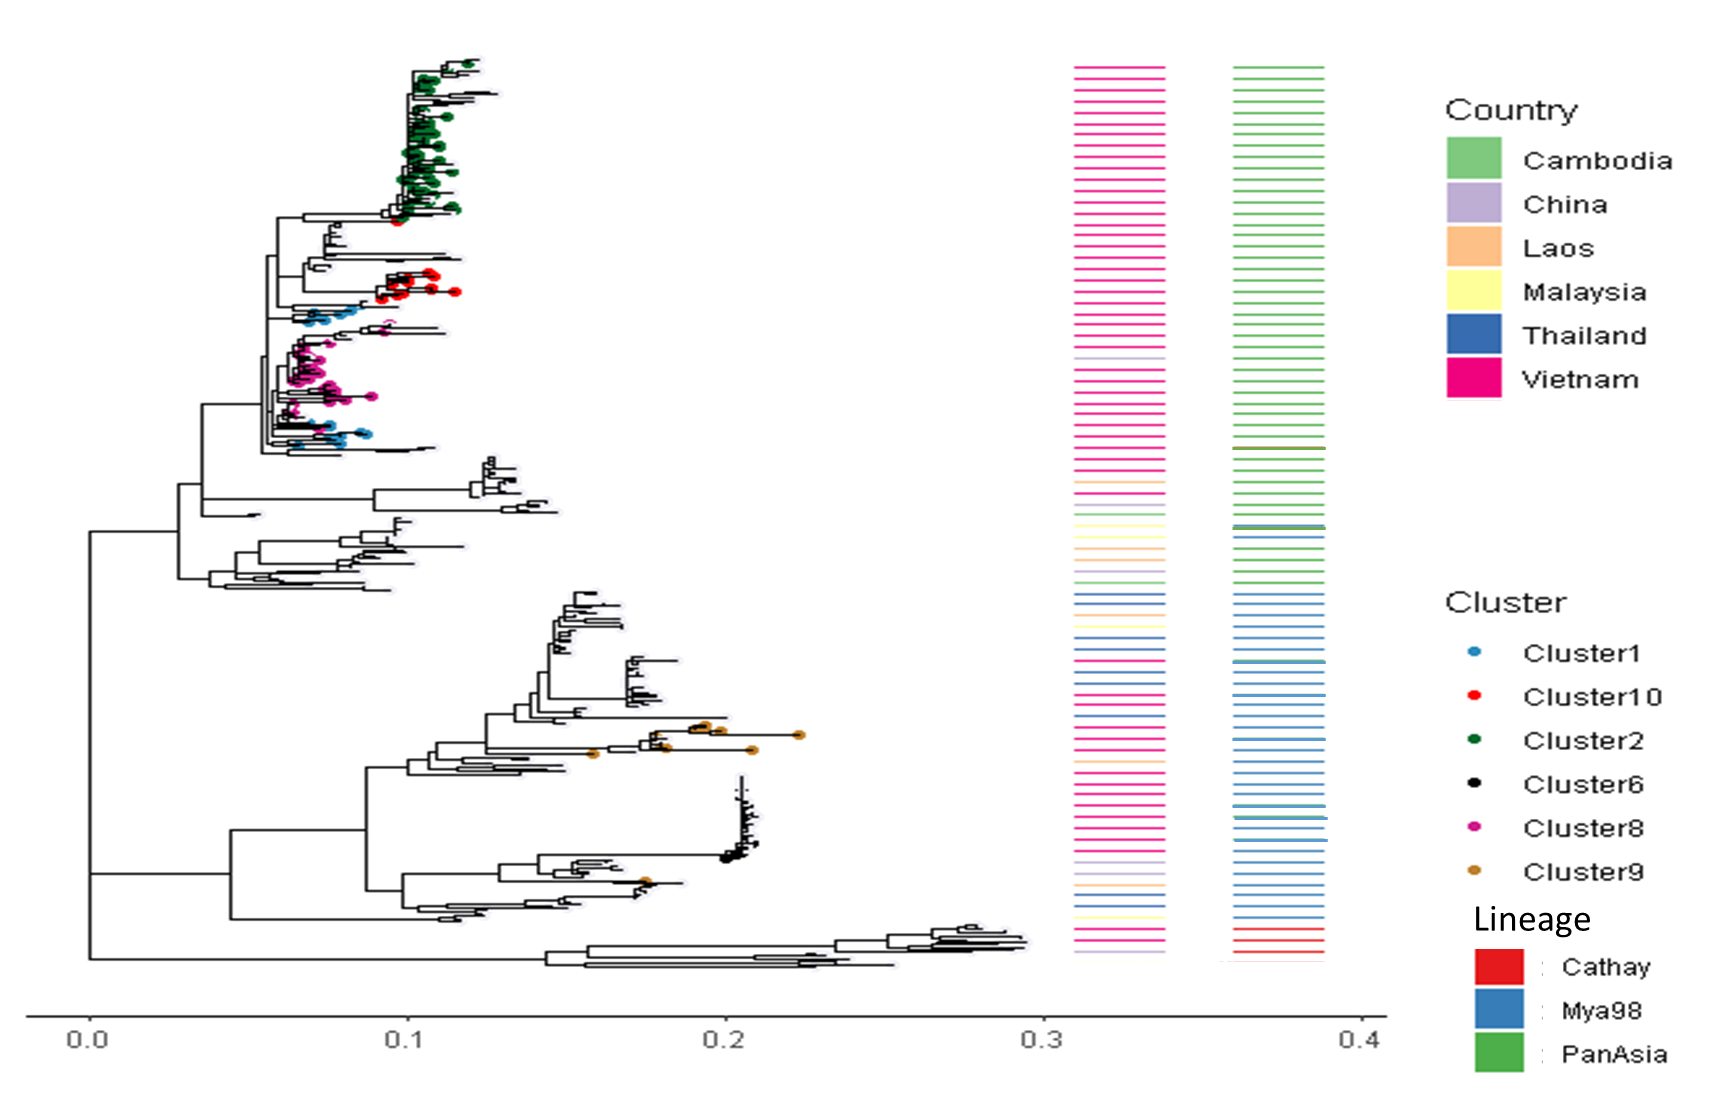 Country
Cambodia
China
Laos
Malaysia
Thailand
Vietnam
Cluster
Cluster1
Cluster10
Cluster2
Cluster6
Cluster8
Cluster9
Lineage
: Cathay
: Mya98
: PanAsia
0.0 0.1 0.2 0.3 0.4